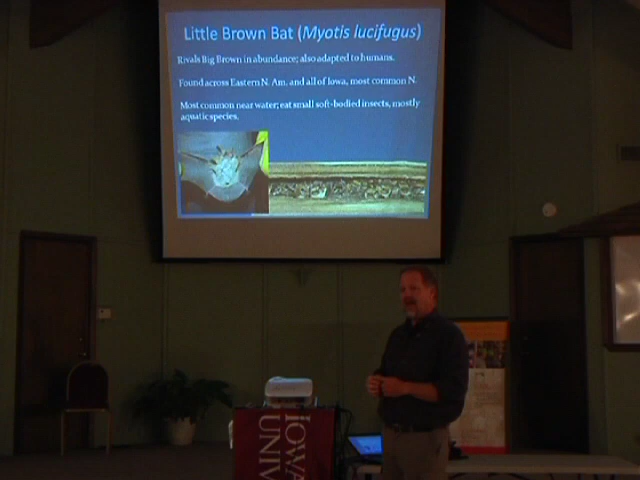 Little Brown Bat (Myotis lucifugus)
Rivals Big Brown in abundance; also adapted to humans.
Found across Eastern N. Am. and all of Iowa, most common N.
Most common near water; eat small soft-bodied insects, mostly
aquatic species.
IOWA
UNIV